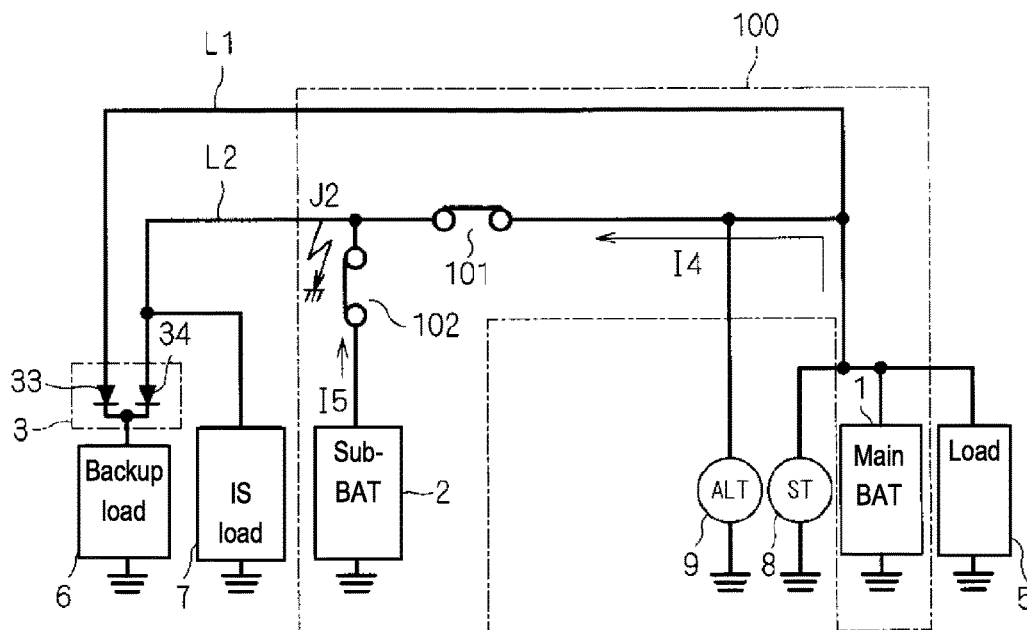 L1
100
L2
J2
101
I4
102
33
34
I5
1
3
Backup
load
IS
load
Sub-
BAT
2
ALT
ST
Main
BAT
Load
6
7
9
8
5